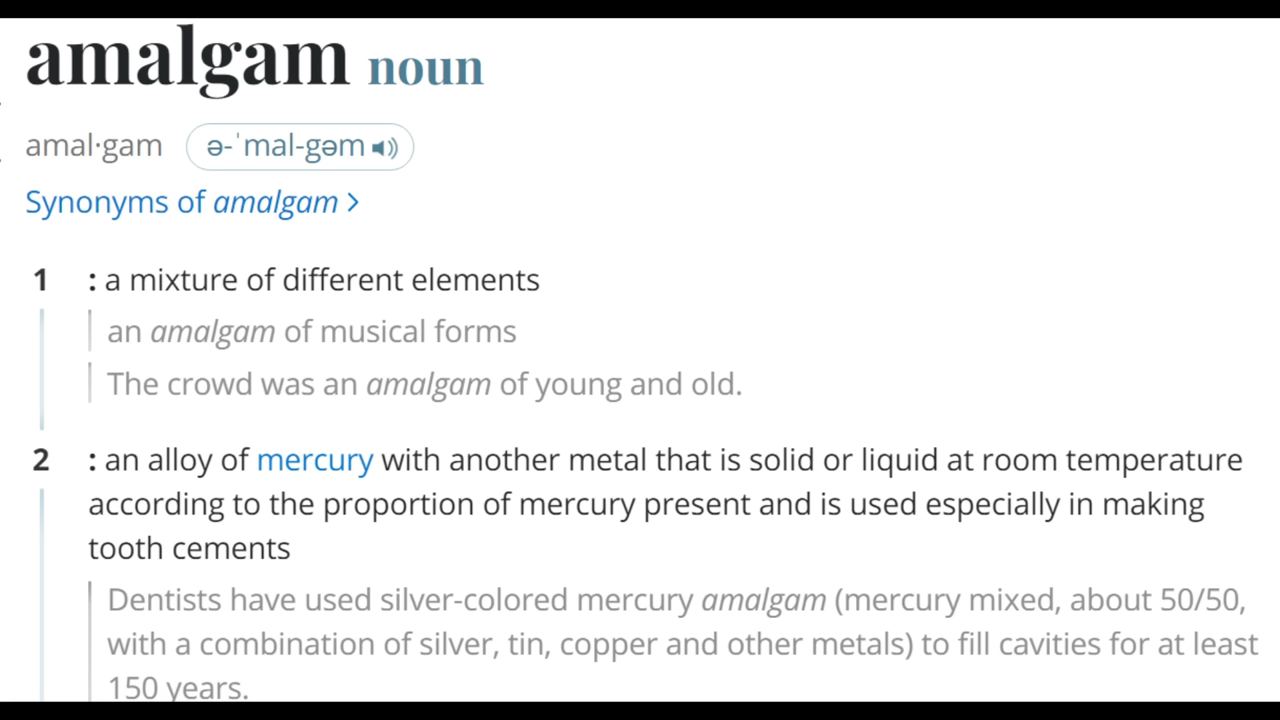 amalgam noun
amal·gam ə-ˈmal-gəm
Synonyms of amalgam >
1 : a mixture of different elements
an amalgam of musical forms
The crowd was an amalgam of young and old.
2 : an alloy of mercury with another metal that is solid or liquid at room temperature
according to the proportion of mercury present and is used especially in making
tooth cements
Dentists have used silver-colored mercury amalgam (mercury mixed, about 50/50,
with a combination of silver, tin, copper and other metals) to fill cavities for at least
150 years.